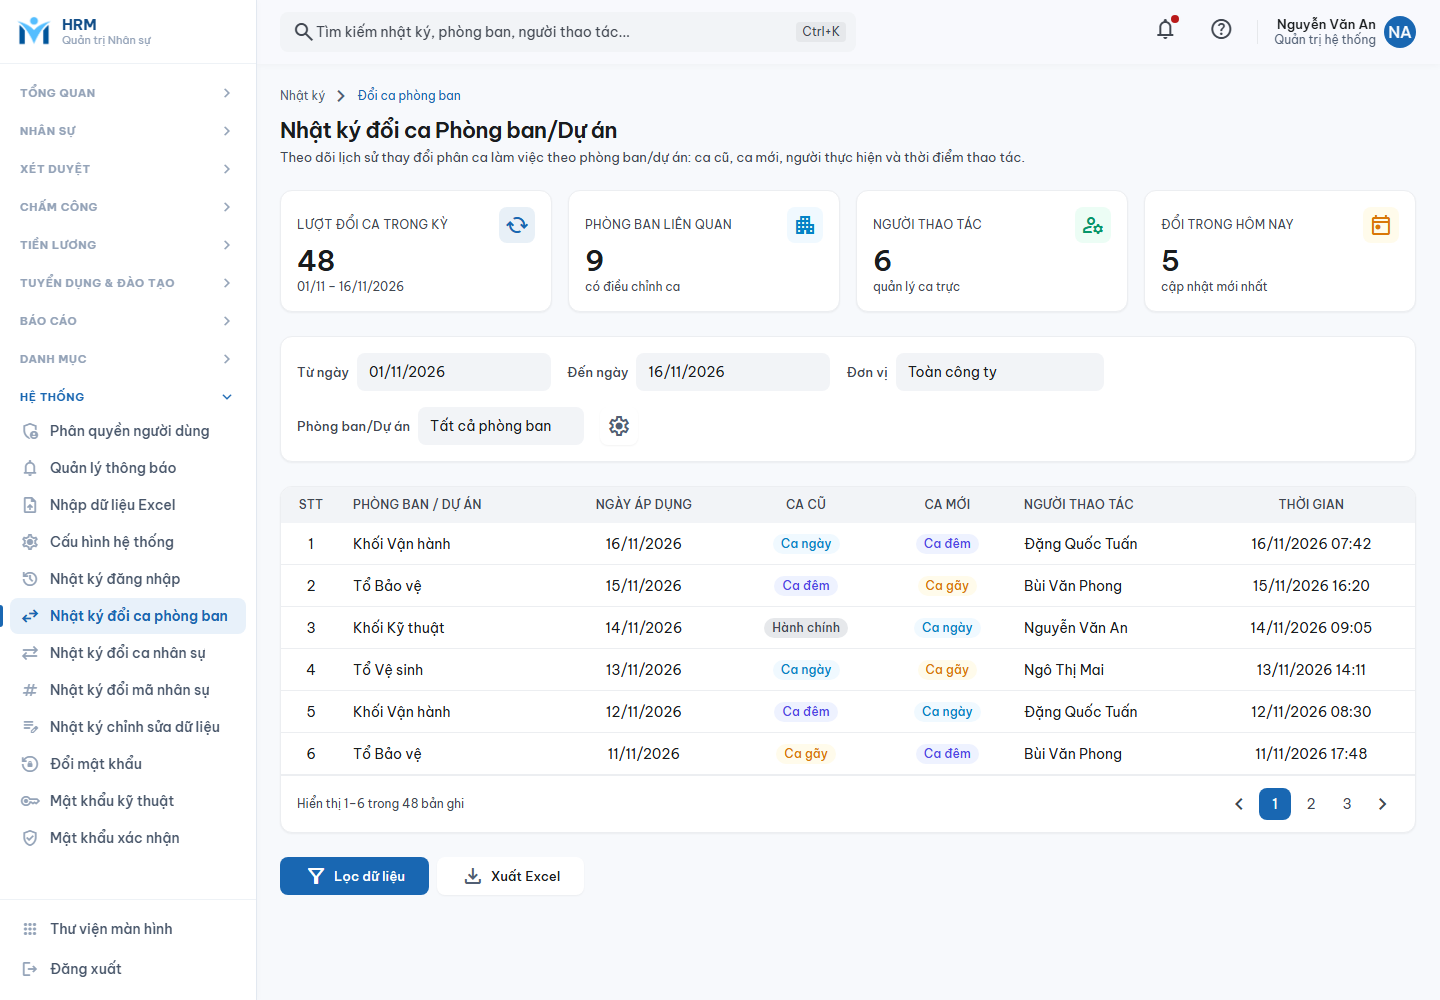 HRM
Quản trị Nhân sự
TỔNG QUAN
NHÂN SỰ
XÉT DUYỆT
CHẤM CÔNG
TIỀN LƯƠNG
TUYỂN DỤNG & ĐÀO TẠO
BÁO CÁO
DANH MỤC
HỆ THỐNG
Phân quyền người dùng
Quản lý thông báo
Nhập dữ liệu Excel
Cấu hình hệ thống
Nhật ký đăng nhập
Nhật ký đổi ca phòng ban
Nhật ký đổi ca nhân sự
Nhật ký đổi mã nhân sự
Nhật ký chỉnh sửa dữ liệu
Đổi mật khẩu
Mật khẩu kỹ thuật
Mật khẩu xác nhận
Thư viện màn hình
Đăng xuất
Tìm kiếm nhật ký, phòng ban, người thao tác... Ctrl+K
Nguyễn Văn An
Quản trị hệ thống
NA
Nhật ký Đổi ca phòng ban
Nhật ký đổi ca Phòng ban/Dự án
Theo dõi lịch sử thay đổi phân ca làm việc theo phòng ban/dự án: ca cũ, ca mới, người thực hiện và thời điểm thao tác.
LƯỢT ĐỔI CA TRONG KỲ
48
01/11 – 16/11/2026
PHÒNG BAN LIÊN QUAN
9
có điều chỉnh ca
NGƯỜI THAO TÁC
6
quản lý ca trực
ĐỔI TRONG HÔM NAY
5
cập nhật mới nhất
Từ ngày 01/11/2026 Đến ngày 16/11/2026 Đơn vị Toàn công ty
Phòng ban/Dự án Tất cả phòng ban
STT PHÒNG BAN / DỰ ÁN NGÀY ÁP DỤNG CA CŨ CA MỚI NGƯỜI THAO TÁC THỜI GIAN
1 Khối Vận hành 16/11/2026 Ca ngày Ca đêm Đặng Quốc Tuấn 16/11/2026 07:42
2 Tổ Bảo vệ 15/11/2026 Ca đêm Ca gãy Bùi Văn Phong 15/11/2026 16:20
3 Khối Kỹ thuật 14/11/2026 Hành chính Ca ngày Nguyễn Văn An 14/11/2026 09:05
4 Tổ Vệ sinh 13/11/2026 Ca ngày Ca gãy Ngô Thị Mai 13/11/2026 14:11
5 Khối Vận hành 12/11/2026 Ca đêm Ca ngày Đặng Quốc Tuấn 12/11/2026 08:30
6 Tổ Bảo vệ 11/11/2026 Ca gãy Ca đêm Bùi Văn Phong 11/11/2026 17:48
Hiển thị 1–6 trong 48 bản ghi 1 2 3
Lọc dữ liệu Xuất Excel